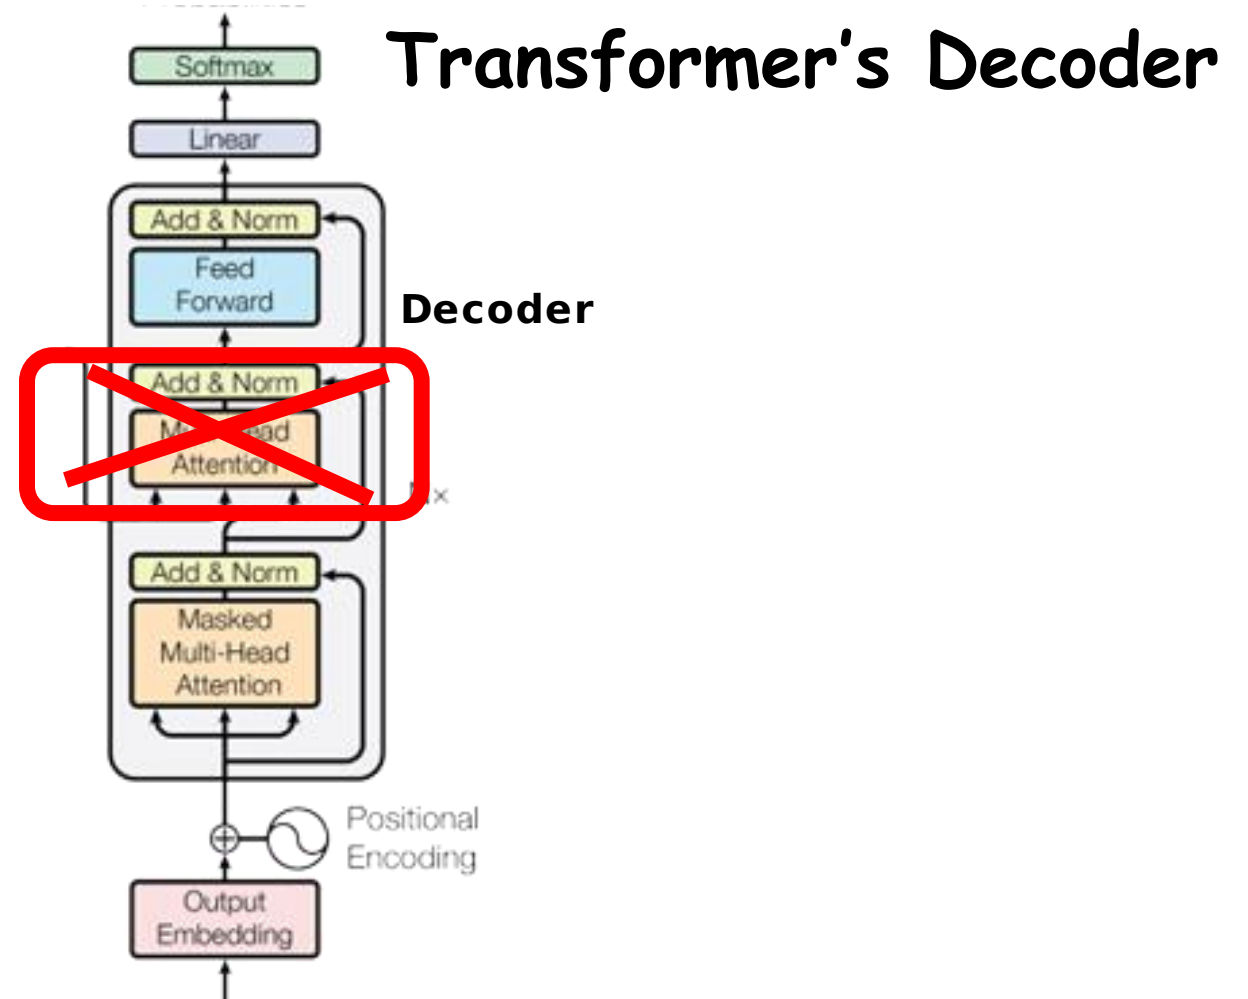 Transformer's Decoder
Softmax
Linear
Add & Norm
Feed
Forward
Decoder
Add & Norm
Attention
Add & Norm
Masked
Multi-Head
Attention
Positional
Encoding
Output
Embedding